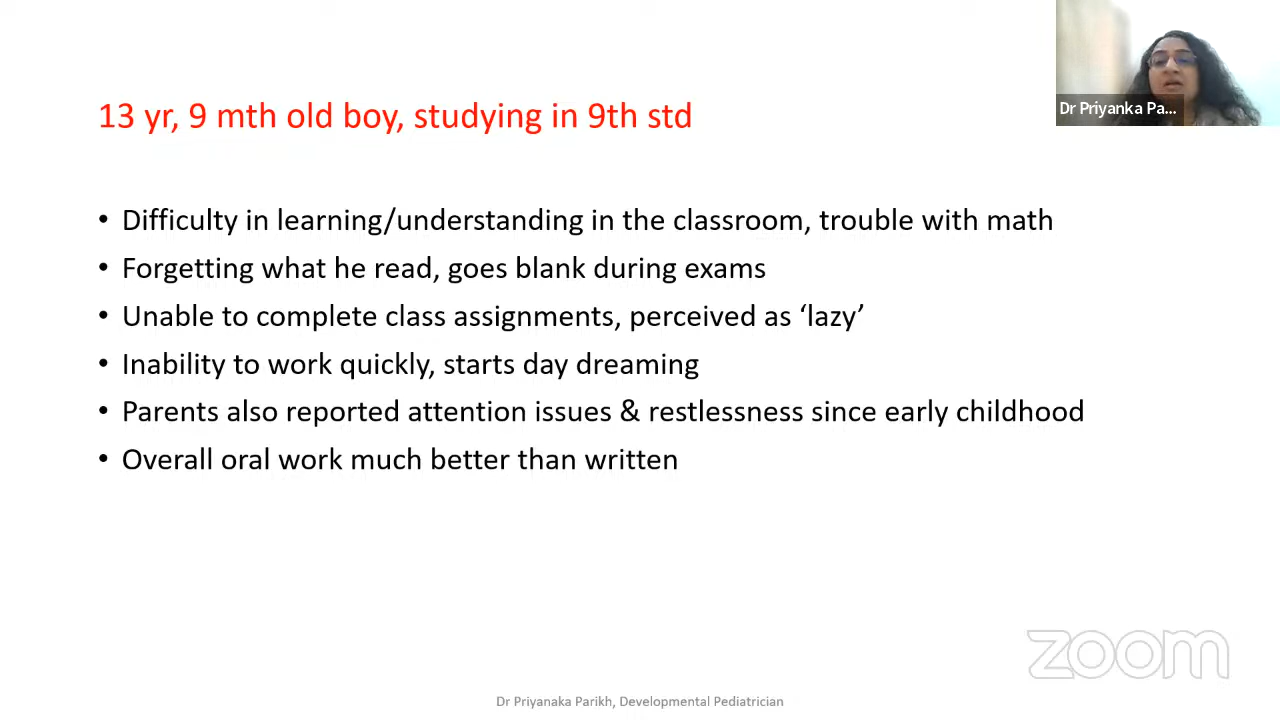 Dr Priyanka Pa...
13 yr, 9 mth old boy, studying in 9th std
• Difficulty in learning/understanding in the classroom, trouble with math
• Forgetting what he read, goes blank during exams
• Unable to complete class assignments, perceived as ‘lazy’
• Inability to work quickly, starts day dreaming
• Parents also reported attention issues & restlessness since early childhood
• Overall oral work much better than written
zoom
Dr Priyanaka Parikh, Developmental Pediatrician